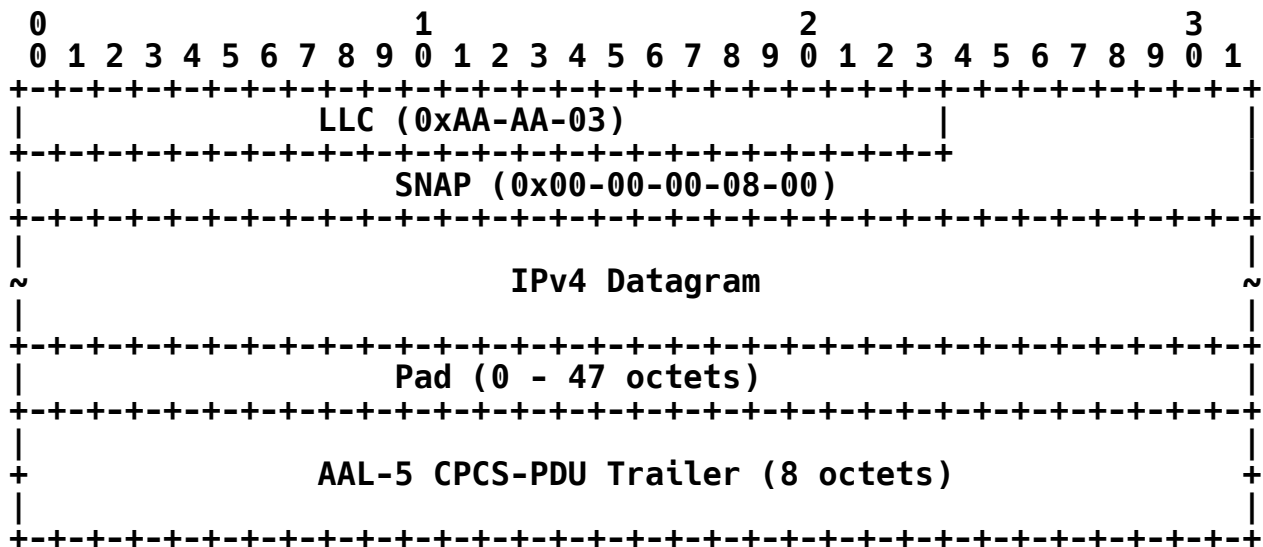 0                   1                   2                   3
 0 1 2 3 4 5 6 7 8 9 0 1 2 3 4 5 6 7 8 9 0 1 2 3 4 5 6 7 8 9 0 1
+-+-+-+-+-+-+-+-+-+-+-+-+-+-+-+-+-+-+-+-+-+-+-+-+-+-+-+-+-+-+-+-+
|               LLC (0xAA-AA-03)                |               |
+-+-+-+-+-+-+-+-+-+-+-+-+-+-+-+-+-+-+-+-+-+-+-+-+               |
|                   SNAP (0x00-00-00-08-00)                     |
+-+-+-+-+-+-+-+-+-+-+-+-+-+-+-+-+-+-+-+-+-+-+-+-+-+-+-+-+-+-+-+-+
|                                                               |
~                         IPv4 Datagram                         ~
|                                                               |
+-+-+-+-+-+-+-+-+-+-+-+-+-+-+-+-+-+-+-+-+-+-+-+-+-+-+-+-+-+-+-+-+
|                   Pad (0 - 47 octets)                         |
+-+-+-+-+-+-+-+-+-+-+-+-+-+-+-+-+-+-+-+-+-+-+-+-+-+-+-+-+-+-+-+-+
|                                                               |
+               AAL-5 CPCS-PDU Trailer (8 octets)               +
|                                                               |
+-+-+-+-+-+-+-+-+-+-+-+-+-+-+-+-+-+-+-+-+-+-+-+-+-+-+-+-+-+-+-+-+